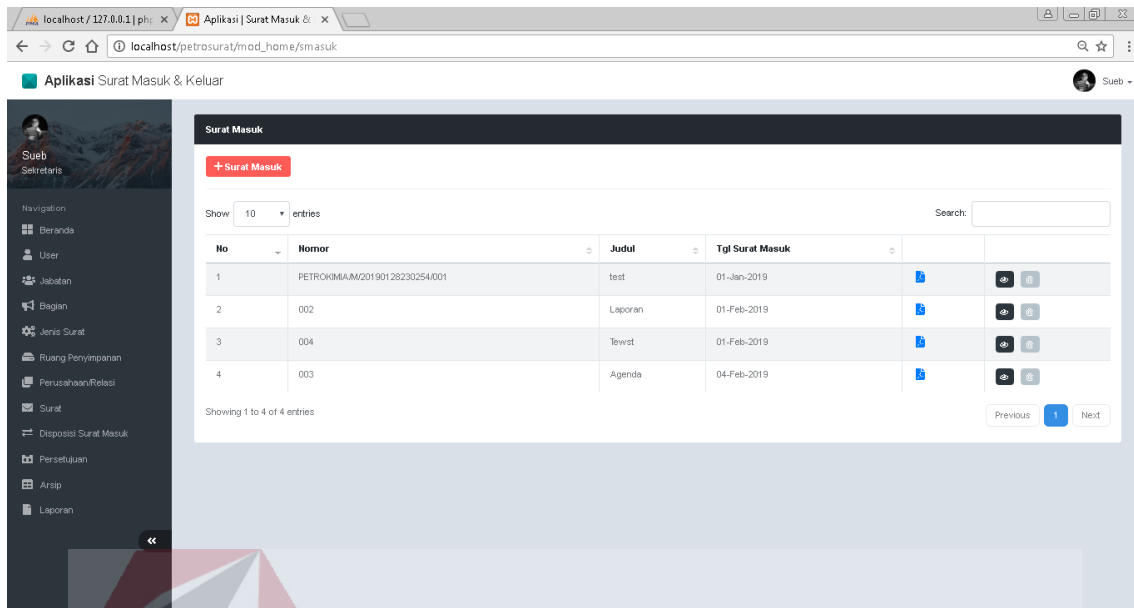 localhost / 127.0.0.1 | php
Aplikasi | Surat Masuk &
localhost/petrosurat/mod_home/smasuk
Aplikasi Surat Masuk & Keluar
Sueb
Sueb
Sekretaris
Navigation
Beranda
User
Jabatan
Bagian
Jenis Surat
Ruang Penyimpanan
Perusahaan/Relasi
Surat
Disposisi Surat Masuk
Persetujuan
Arsip
Laporan
Surat Masuk
+ Surat Masuk
Show 10 entries Search:
No Nomor Judul Tgl Surat Masuk
1 PETROKIMIA/M/20190128230254/001 test 01-Jan-2019
2 002 Laporan 01-Feb-2019
3 004 Tewst 01-Feb-2019
4 003 Agenda 04-Feb-2019
Showing 1 to 4 of 4 entries Previous 1 Next